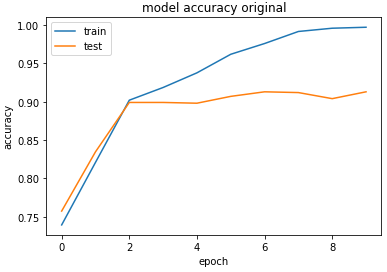 model accuracy original
train
test
accuracy
1.00
0.95
0.90
0.85
0.80
0.75
0 2 4 6 8
epoch